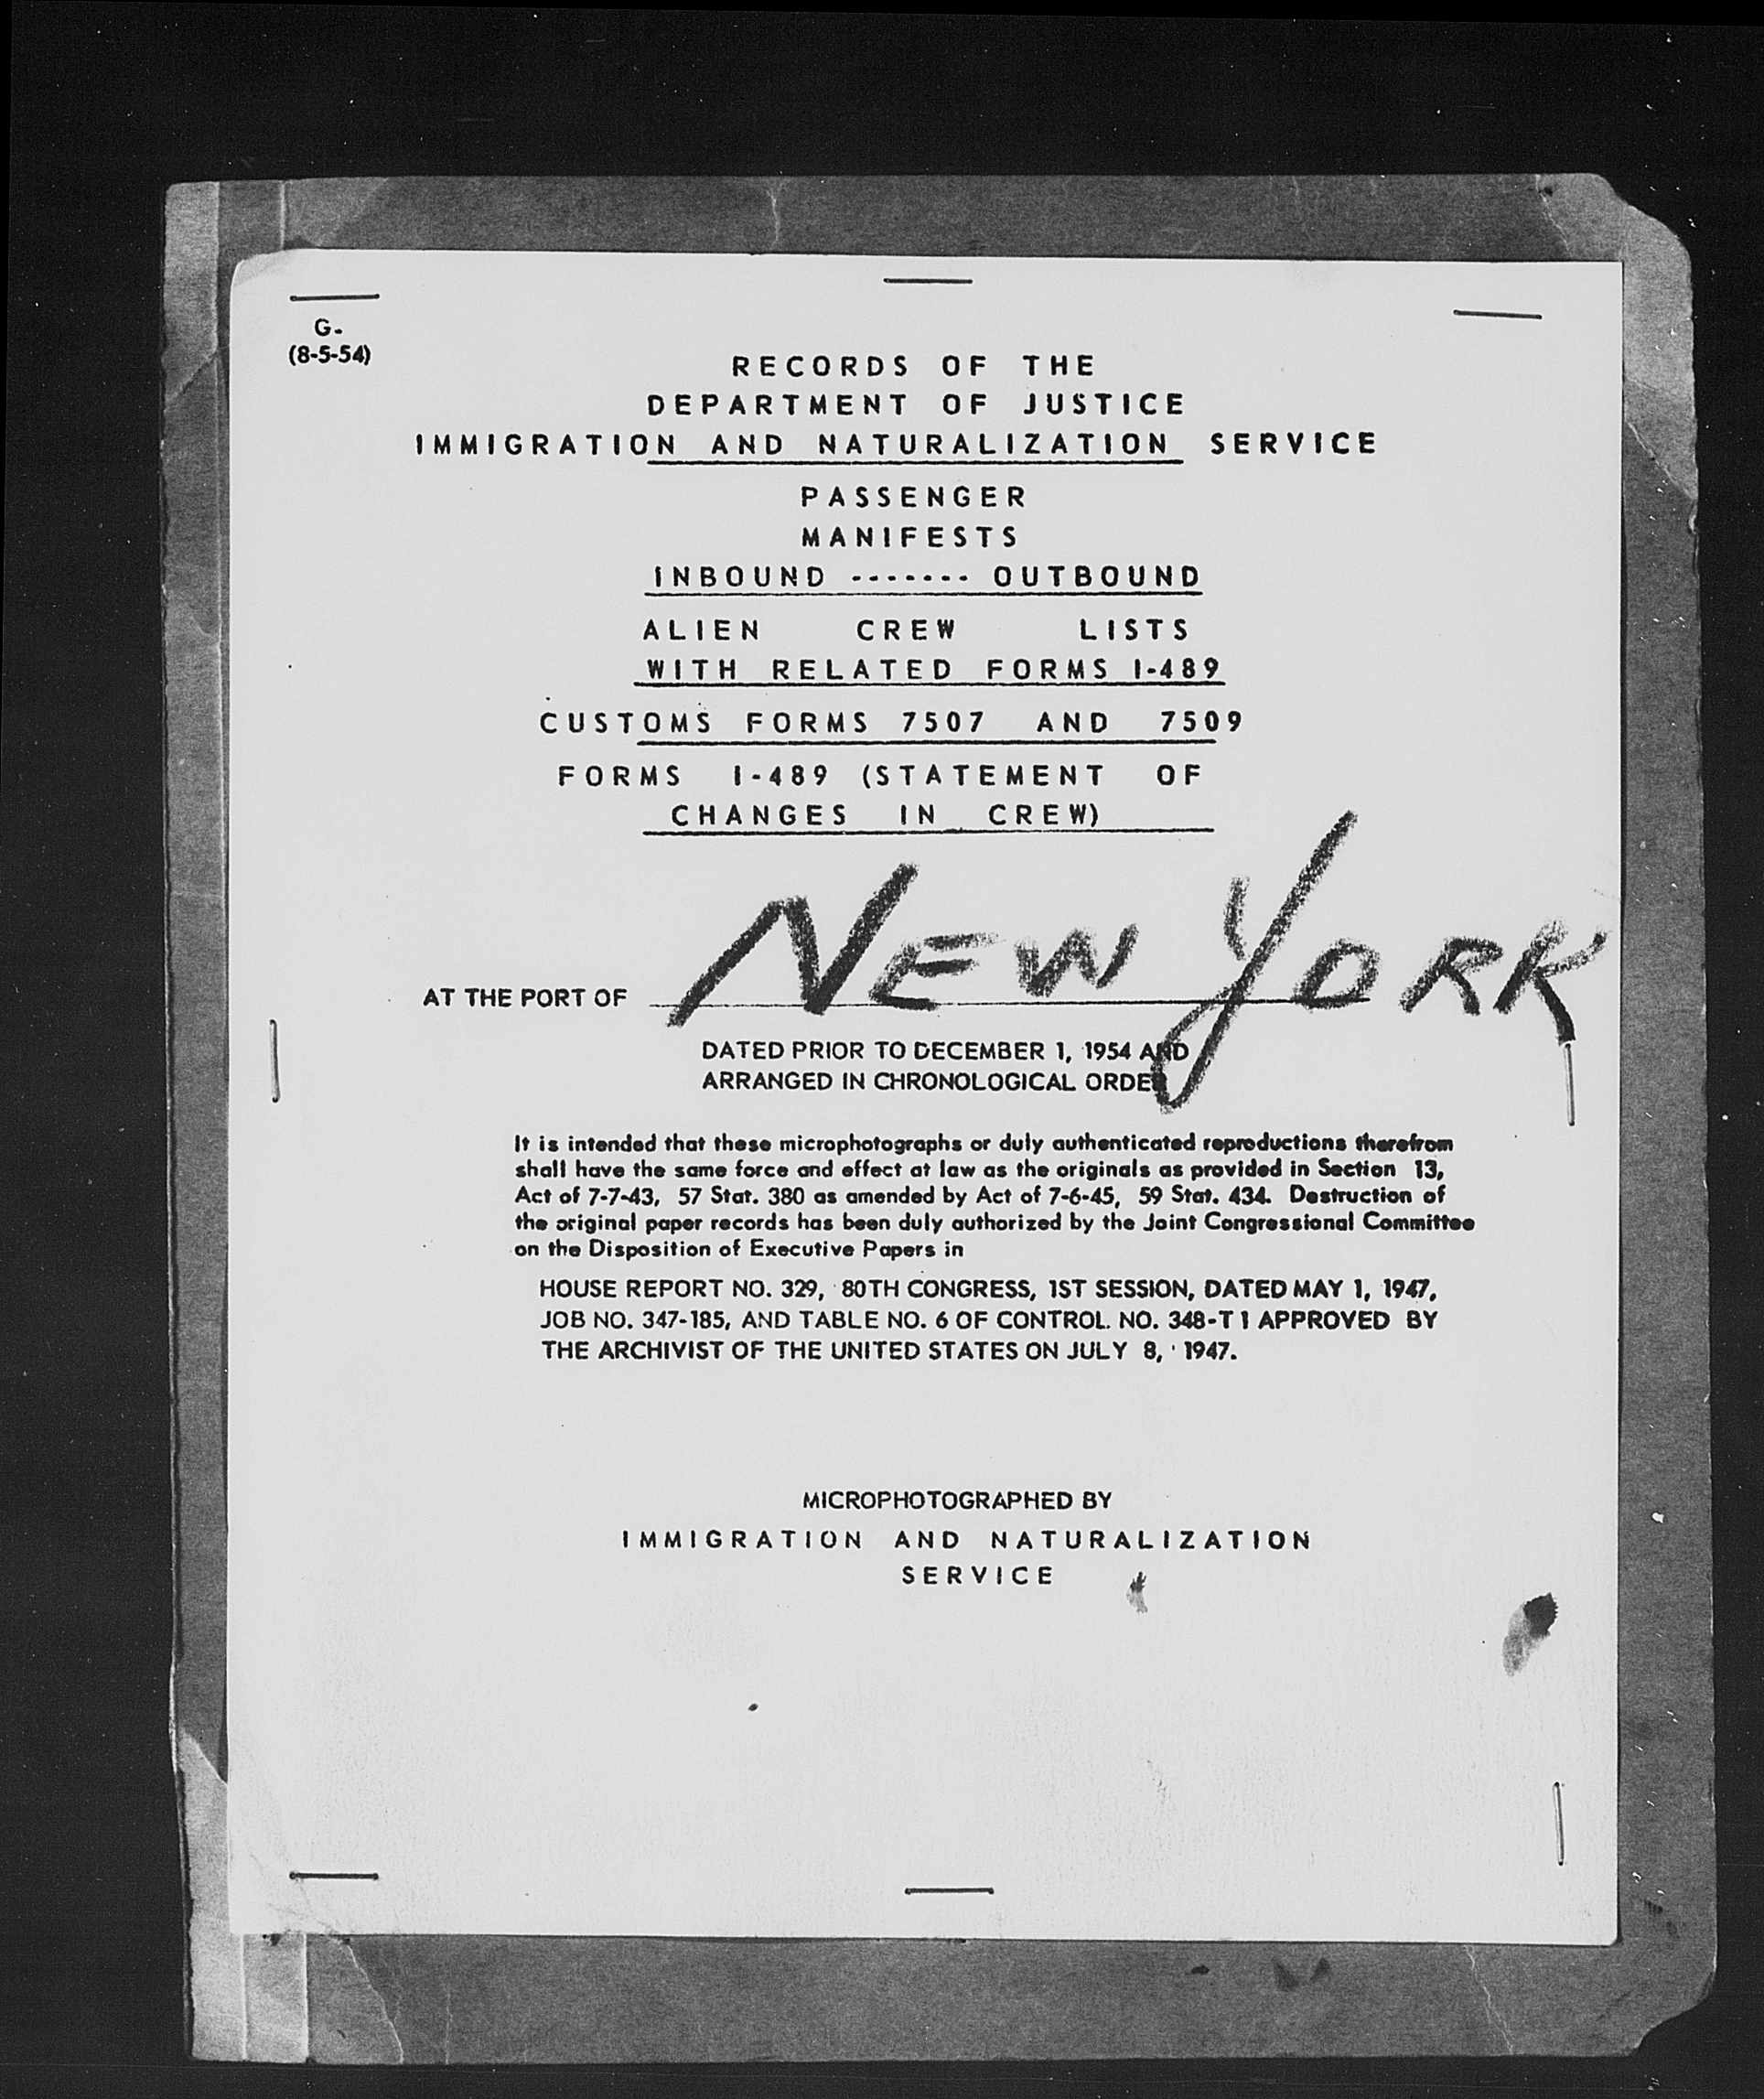 G-
(8-5-54)
RECORDS OF THE
DEPARTMENT OF JUSTICE
IMMIGRATION AND NATURALIZATION SERVICE
PASSENGER
MANIFESTS
INBOUND ------- OUTBOUND
ALIEN CREW LISTS
WITH RELATED FORMS I-489
CUSTOMS FORMS 7507 AND 7509
FORMS I-489 (STATEMENT OF
CHANGES IN CREW)
AT THE PORT OF NEW YORK
DATED PRIOR TO DECEMBER 1, 1954 AND
ARRANGED IN CHRONOLOGICAL ORDER
It is intended that these microphotographs or duly authenticated reproductions therefrom
shall have the same force and effect at law as the originals as provided in Section 13,
Act of 7-7-43, 57 Stat. 380 as amended by Act of 7-6-45, 59 Stat. 434. Destruction of
the original paper records has been duly authorized by the Joint Congressional Committee
on the Disposition of Executive Papers in
HOUSE REPORT NO. 329, 80TH CONGRESS, 1ST SESSION, DATED MAY 1, 1947,
JOB NO. 347-185, AND TABLE NO. 6 OF CONTROL NO. 348-T 1 APPROVED BY
THE ARCHIVIST OF THE UNITED STATES ON JULY 8, 1947.
MICROPHOTOGRAPHED BY
IMMIGRATION AND NATURALIZATION
SERVICE